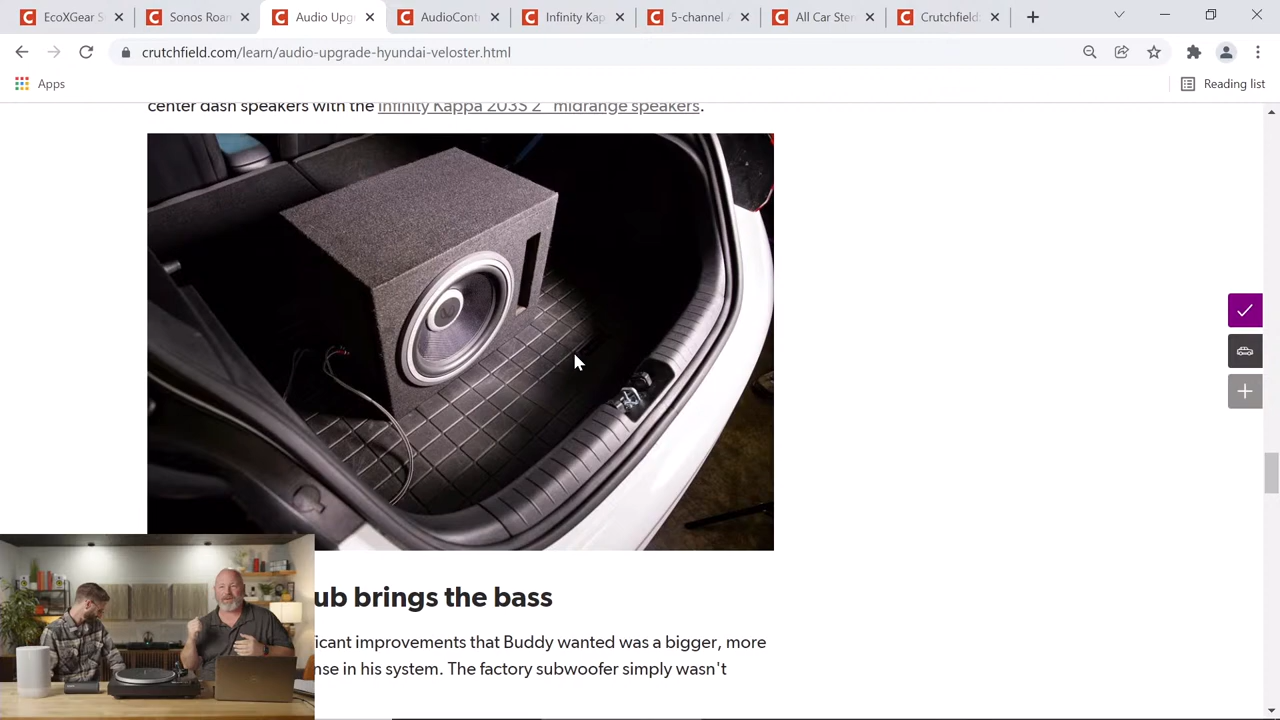 EcoXGear S
Sonos Roam
Audio Upg
AudioCont
Infinity Kap
5-channel A
All Car Ster
Crutchfield:
crutchfield.com/learn/audio-upgrade-hyundai-veloster.html
Apps
Reading list
center dash speakers with the Infinity Kappa 203S 2" midrange speakers.
ub brings the bass
icant improvements that Buddy wanted was a bigger, more
nse in his system. The factory subwoofer simply wasn't